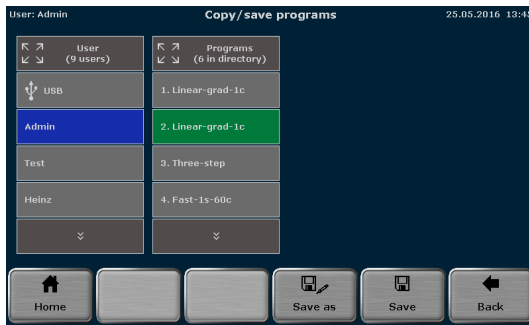 User: Admin
Copy/save programs
25.05.2016 13:45
User
(9 users)
Programs
(6 in directory)
USB
Admin
Test
Heinz
1. Linear-grad-1c
2. Linear-grad-1c
3. Three-step
4. Fast-1s-60c
Home
Save as
Save
Back